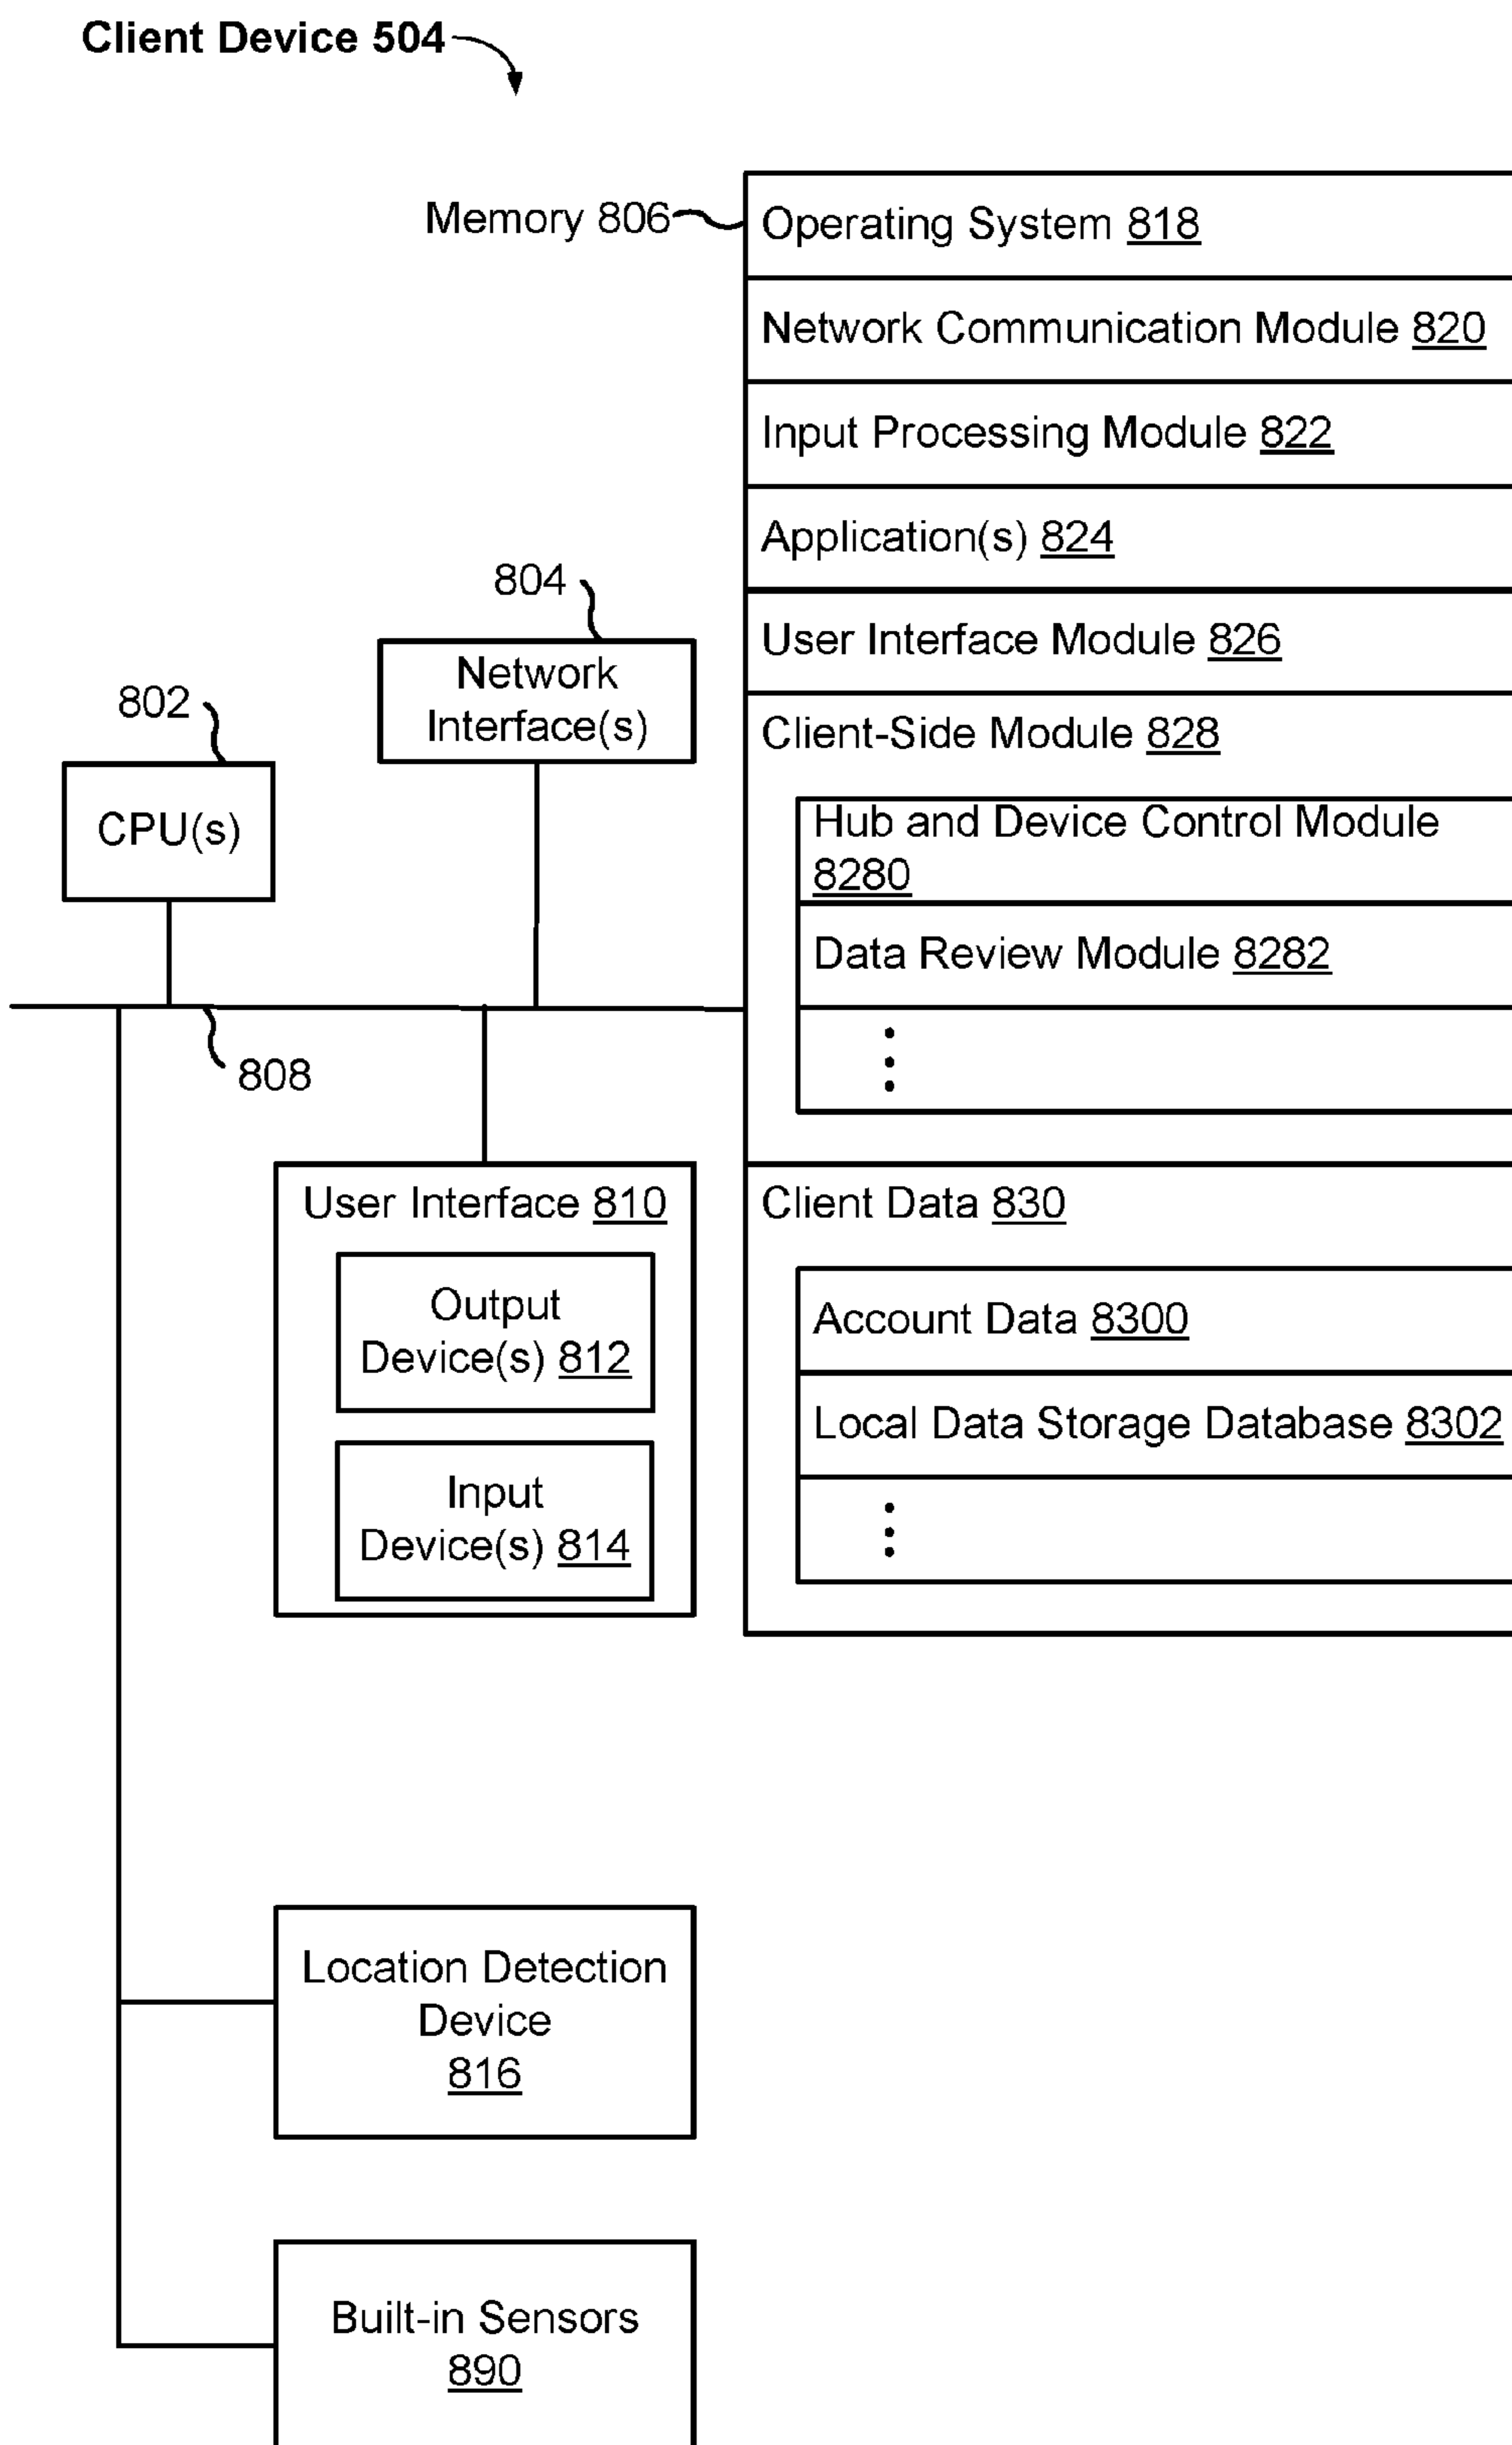 Client Device 504
Memory 806
Operating System 818
Network Communication Module 820
Input Processing Module 822
Application(s) 824
User Interface Module 826
Client-Side Module 828
Hub and Device Control Module
8280
Data Review Module 8282
Client Data 830
Account Data 8300
Local Data Storage Database 8302
804
Network
Interface(s)
802
CPU(s)
808
User Interface 810
Output
Device(s) 812
Input
Device(s) 814
Location Detection
Device
816
Built-in Sensors
890